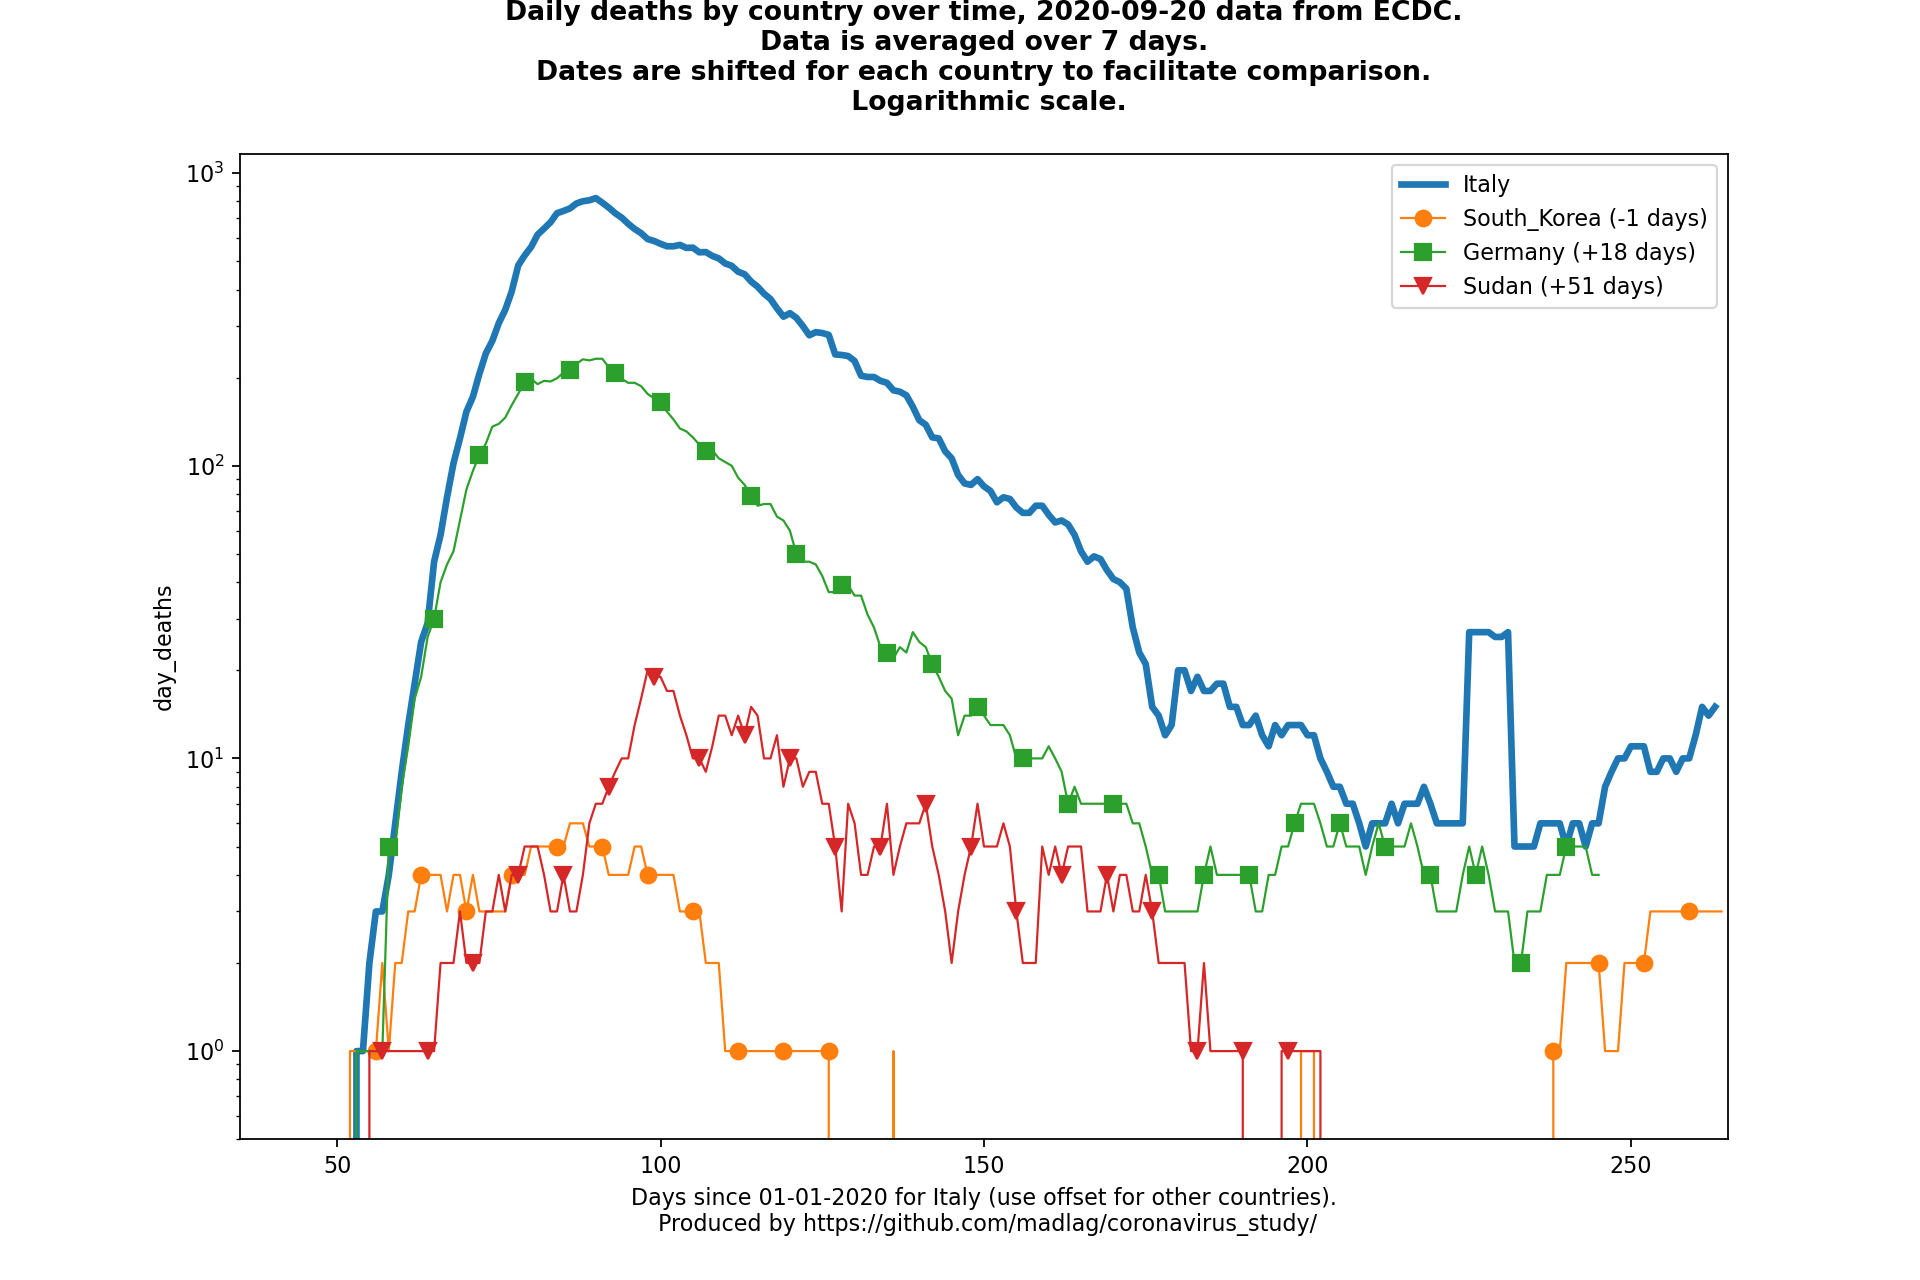 Daily deaths by country over time, 2020-09-20 data from ECDC.
Data is averaged over 7 days.
Dates are shifted for each country to facilitate comparison.
Logarithmic scale.
10³
10²
10¹
10⁰
day_deaths
Italy
South_Korea (-1 days)
Germany (+18 days)
Sudan (+51 days)
50 100 150 200 250
Days since 01-01-2020 for Italy (use offset for other countries).
Produced by https://github.com/madlag/coronavirus_study/